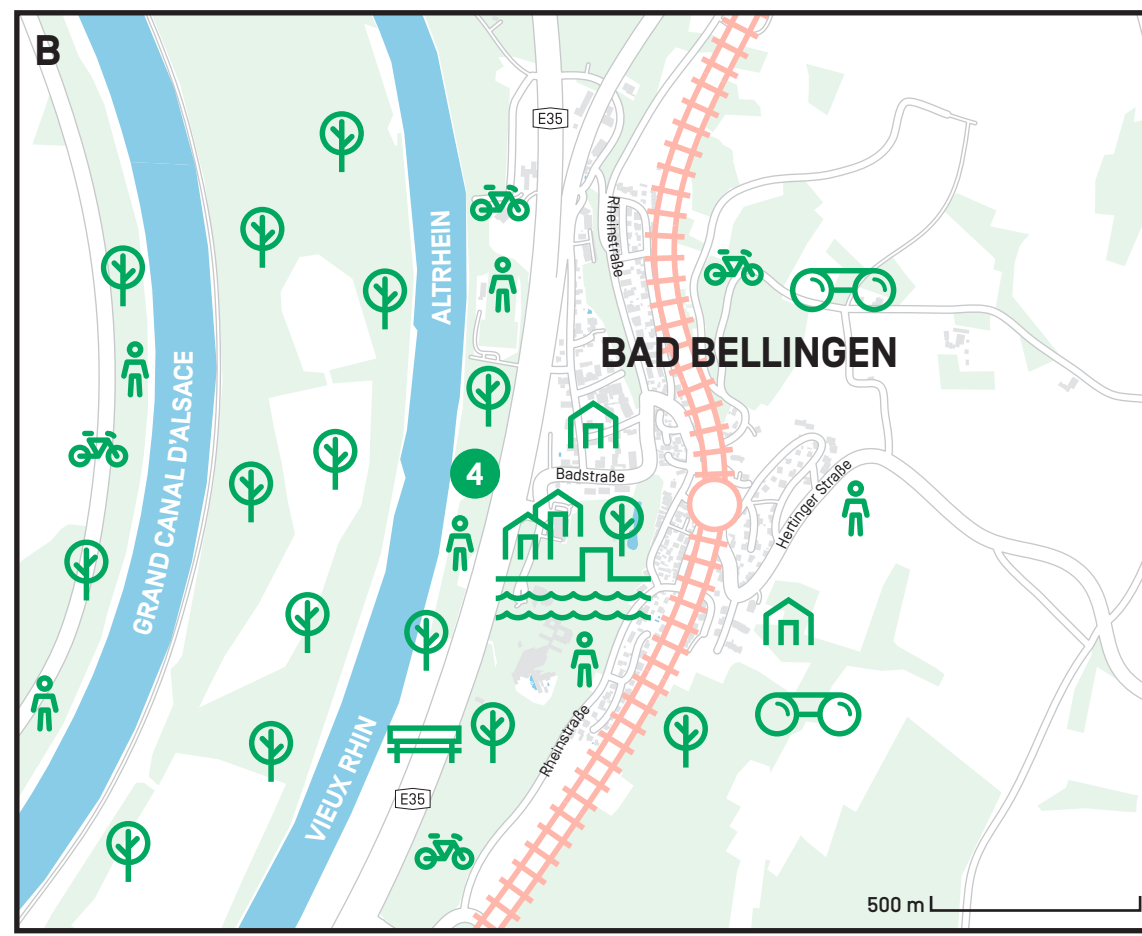 B
E35
Rheinstraße
ALTRHEIN
BAD BELLINGEN
GRAND CANAL D'ALSACE
4
Badstraße
Hertinger Straße
VIEUX RHIN
Rheinstraße
E35
500 m